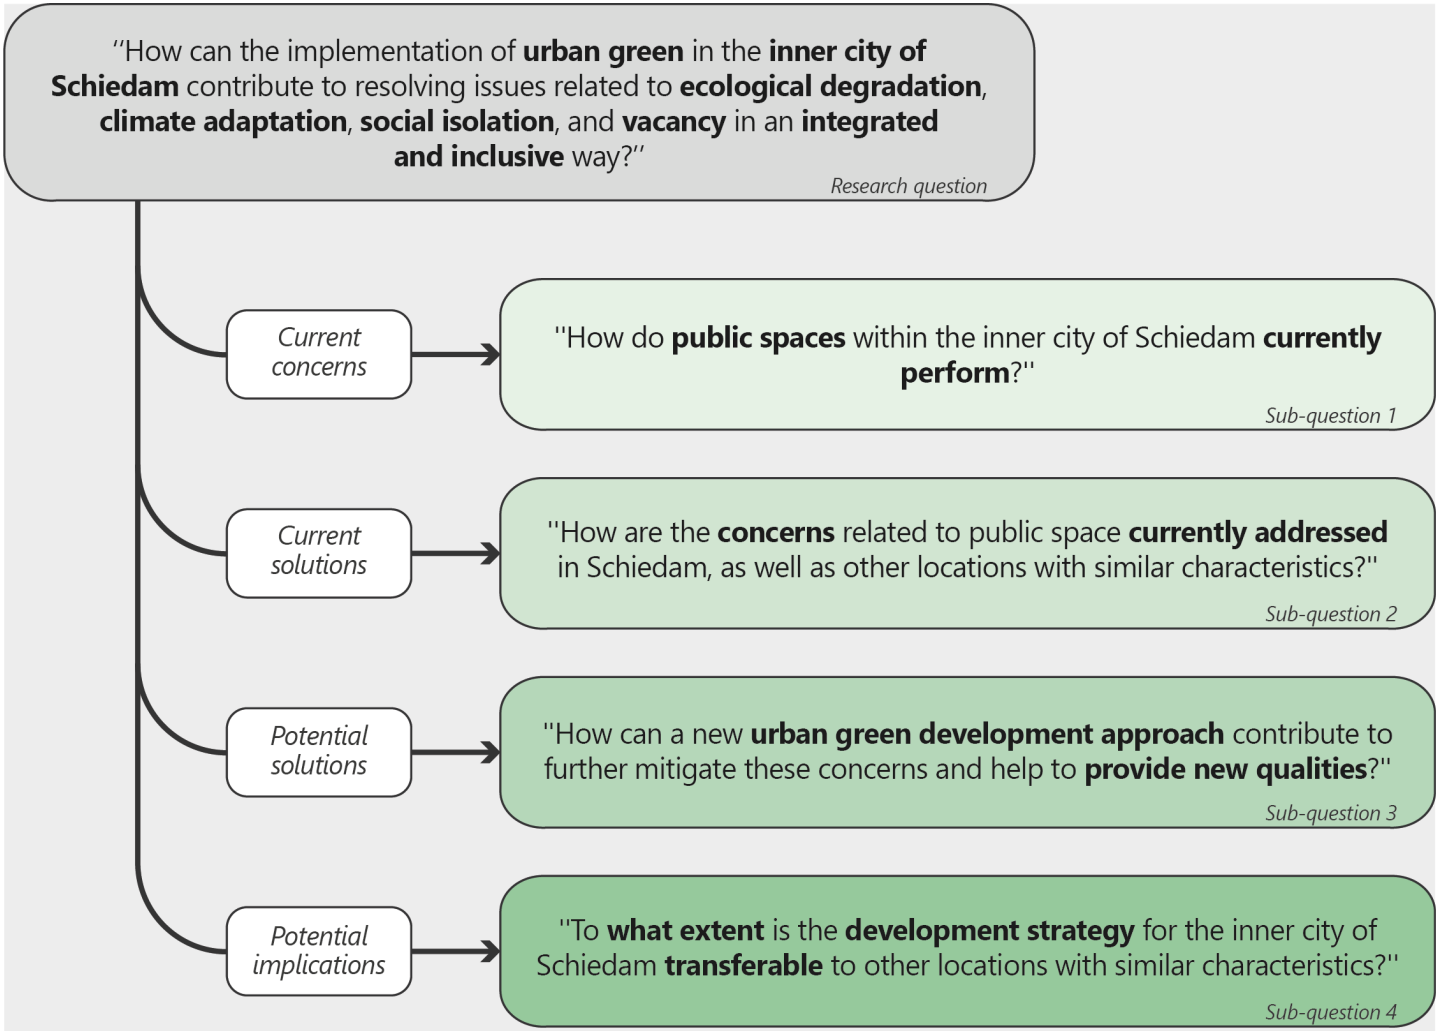 ‘’How can the implementation of urban green in the inner city of
Schiedam contribute to resolving issues related to ecological degradation,
climate adaptation, social isolation, and vacancy in an integrated
and inclusive way?’’
Research question
Current
concerns
"How do public spaces within the inner city of Schiedam currently
perform?"
Sub-question 1
Current
solutions
"How are the concerns related to public space currently addressed
in Schiedam, as well as other locations with similar characteristics?"
Sub-question 2
Potential
solutions
"How can a new urban green development approach contribute to
further mitigate these concerns and help to provide new qualities?"
Sub-question 3
Potential
implications
"To what extent is the development strategy for the inner city of
Schiedam transferable to other locations with similar characteristics?"
Sub-question 4